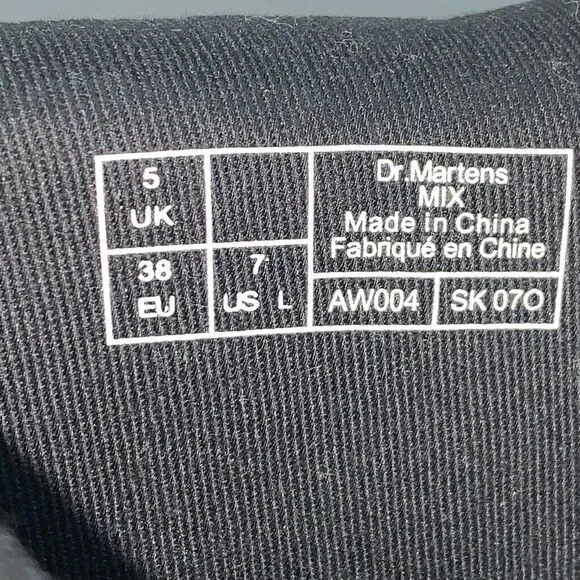 5
UK
38
EU
7
US L
Dr.Martens
MIX
Made in China
Fabriqué en Chine
AW004
SK 07O